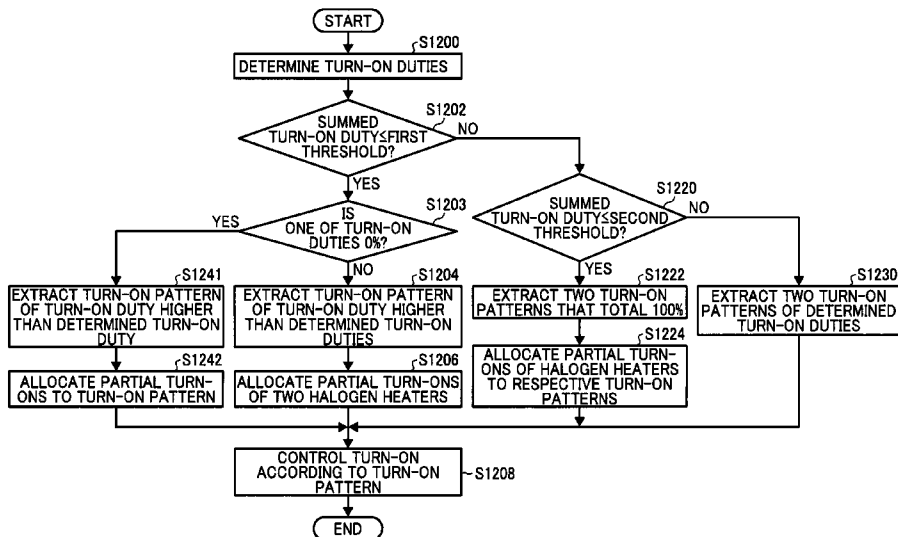 START
S1200
DETERMINE TURN-ON DUTIES
S1202
SUMMED
TURN-ON DUTY≦FIRST
THRESHOLD?
NO
YES
S1203
IS
ONE OF TURN-ON
DUTIES 0%?
YES
NO
S1220
SUMMED
TURN-ON DUTY≦SECOND
THRESHOLD?
NO
YES
S1241
EXTRACT TURN-ON PATTERN
OF TURN-ON DUTY HIGHER
THAN DETERMINED TURN-ON
DUTY
S1204
EXTRACT TURN-ON PATTERN
OF TURN-ON DUTY HIGHER
THAN DETERMINED TURN-ON
DUTIES
S1222
EXTRACT TWO TURN-ON
PATTERNS THAT TOTAL 100%
S1230
EXTRACT TWO TURN-ON
PATTERNS OF DETERMINED
TURN-ON DUTIES
S1242
ALLOCATE PARTIAL TURN-
ONS TO TURN-ON PATTERN
S1206
ALLOCATE PARTIAL TURN-ONS
OF TWO HALOGEN HEATERS
S1224
ALLOCATE PARTIAL TURN-
ONS OF HALOGEN HEATERS
TO RESPECTIVE TURN-ON
PATTERNS
CONTROL TURN-ON
ACCORDING TO TURN-ON
PATTERN
S1208
END